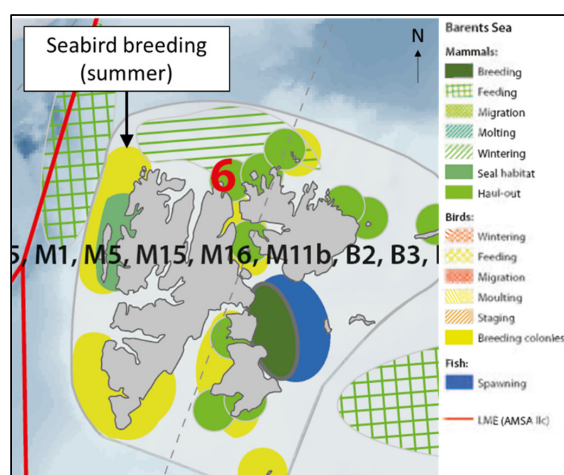 Seabird breeding
(summer)
N
6
5, M1, M5, M15, M16, M11b, B2, B3,
Barents Sea
Mammals:
Breeding
Feeding
Migration
Molting
Wintering
Seal habitat
Haul-out
Birds:
Wintering
Feeding
Migration
Moulting
Staging
Breeding colonies
Fish:
Spawning
LME (AMSA IIc)